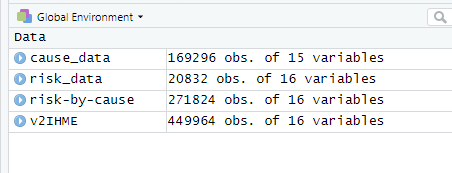 Global Environment
Data
cause_data 169296 obs. of 15 variables
risk_data 20832 obs. of 16 variables
risk-by-cause 271824 obs. of 16 variables
v2IHME 449964 obs. of 16 variables